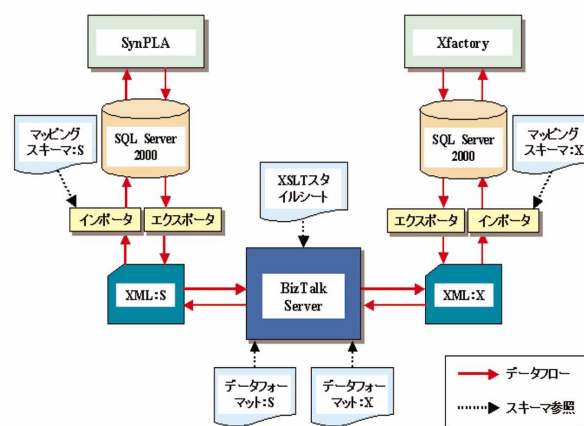 SynPLA
Xfactory
SQL Server
2000
SQL Server
2000
マッピング
スキーマ:S
マッピング
スキーマ:X
XSLTスタ
イルシート
インポータ
エクスポータ
エクスポータ
インポータ
XML:S
BizTalk
Server
XML:X
データフォー
マット:S
データフォー
マット:X
データフロー
スキーマ参照